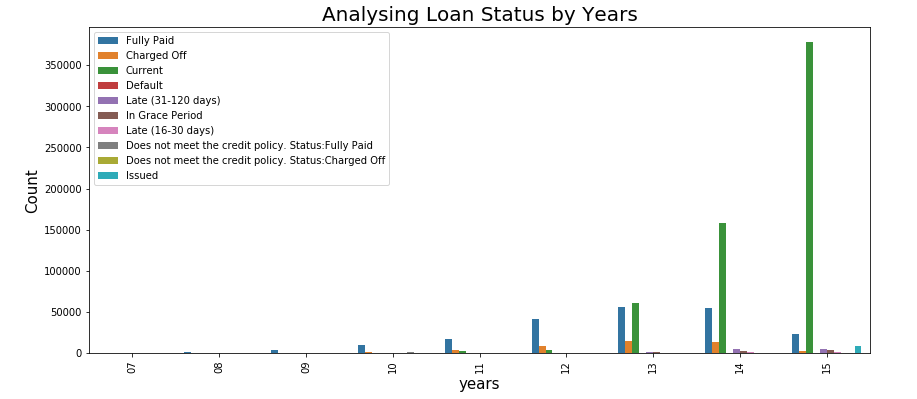 Analysing Loan Status by Years
Fully Paid
Charged Off
Current
Default
Late (31-120 days)
In Grace Period
Late (16-30 days)
Does not meet the credit policy. Status:Fully Paid
Does not meet the credit policy. Status:Charged Off
Issued
350000
300000
250000
200000
150000
100000
50000
0
Count
07
08
09
10
11
12
13
14
15
years